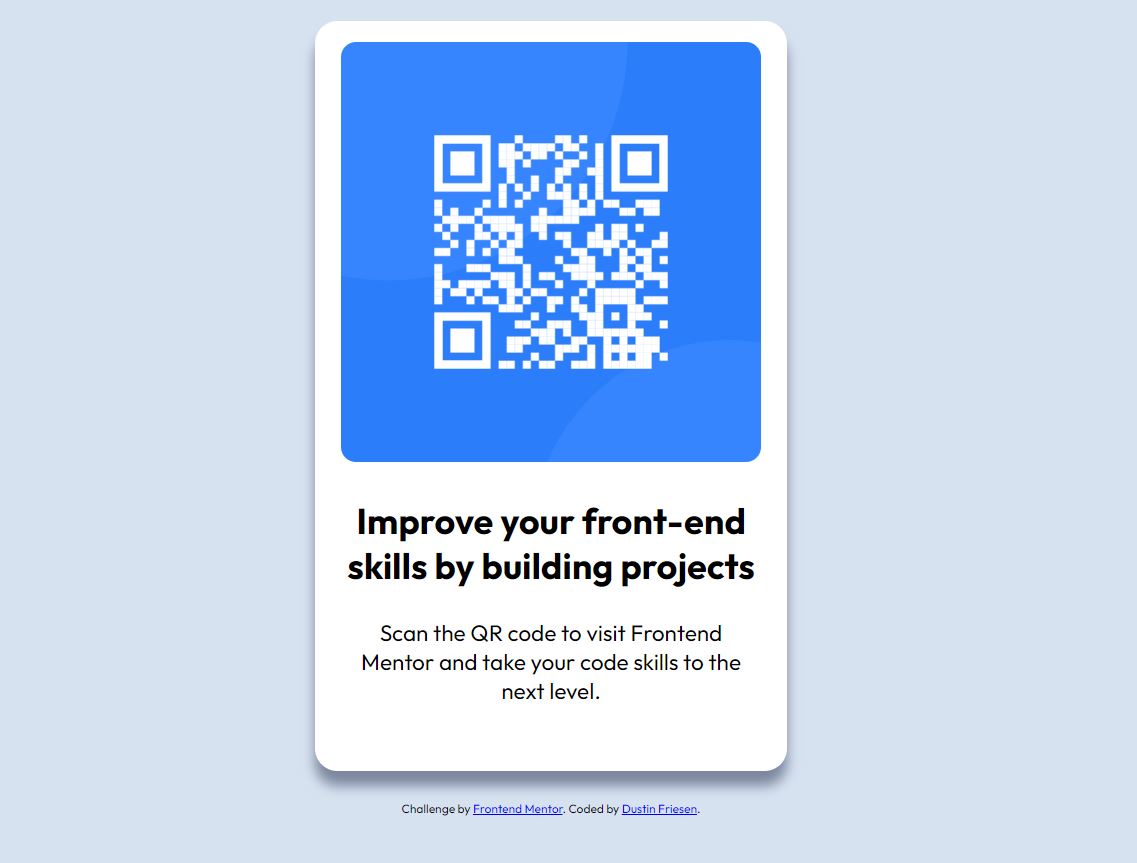 Improve your front-end
skills by building projects
Scan the QR code to visit Frontend
Mentor and take your code skills to the
next level.
Challenge by Frontend Mentor. Coded by Dustin Friesen.